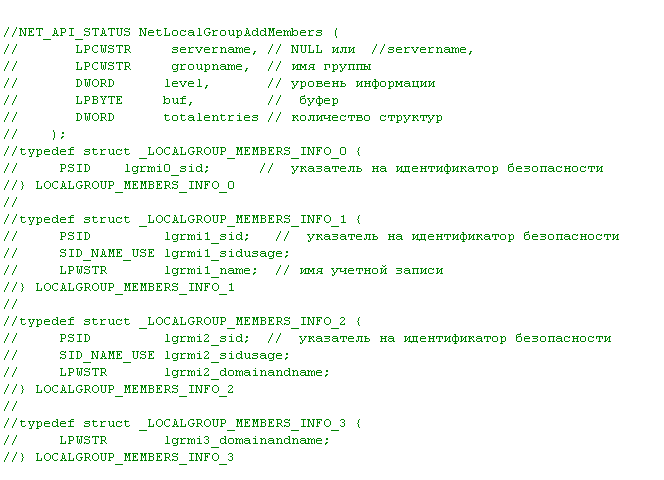 //NET_API_STATUS NetLocalGroupAddMembers (
//       LPCWSTR     servername, // NULL или  //servername,
//       LPCWSTR     groupname,  // имя группы
//       DWORD      level,       // уровень информации
//       LPBYTE     buf,         //  буфер
//       DWORD      totalentries // количество структур
//    );
//typedef struct _LOCALGROUP_MEMBERS_INFO_0 {
//     PSID    lgrmi0_sid;      //  указатель на идентификатор безопасности
//} LOCALGROUP_MEMBERS_INFO_0
//
//typedef struct _LOCALGROUP_MEMBERS_INFO_1 {
//     PSID         lgrmi1_sid;   //  указатель на идентификатор безопасности
//     SID_NAME_USE lgrmi1_sidusage;
//     LPWSTR       lgrmi1_name;  // имя учетной записи
//} LOCALGROUP_MEMBERS_INFO_1
//
//typedef struct _LOCALGROUP_MEMBERS_INFO_2 {
//     PSID         lgrmi2_sid;  //  указатель на идентификатор безопасности
//     SID_NAME_USE lgrmi2_sidusage;
//     LPWSTR       lgrmi2_domainandname;
//} LOCALGROUP_MEMBERS_INFO_2
//
//typedef struct _LOCALGROUP_MEMBERS_INFO_3 {
//     LPWSTR       lgrmi3_domainandname;
//} LOCALGROUP_MEMBERS_INFO_3